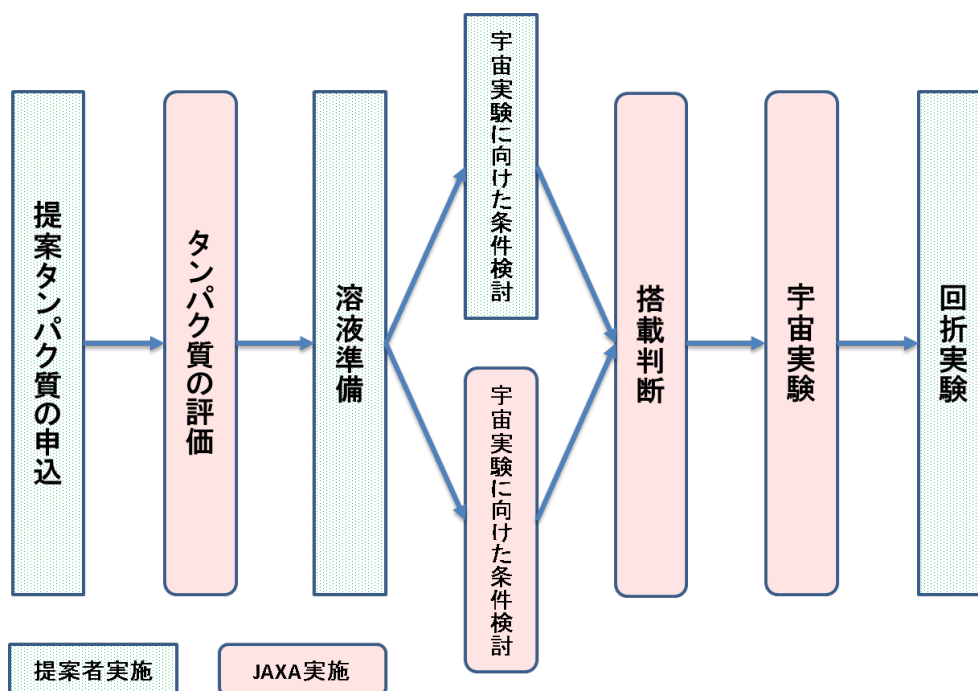 提案タンパク質の申込
タンパク質の評価
溶液準備
宇宙実験に向けた条件検討
宇宙実験に向けた条件検討
搭載判断
宇宙実験
回折実験
提案者実施
JAXA実施